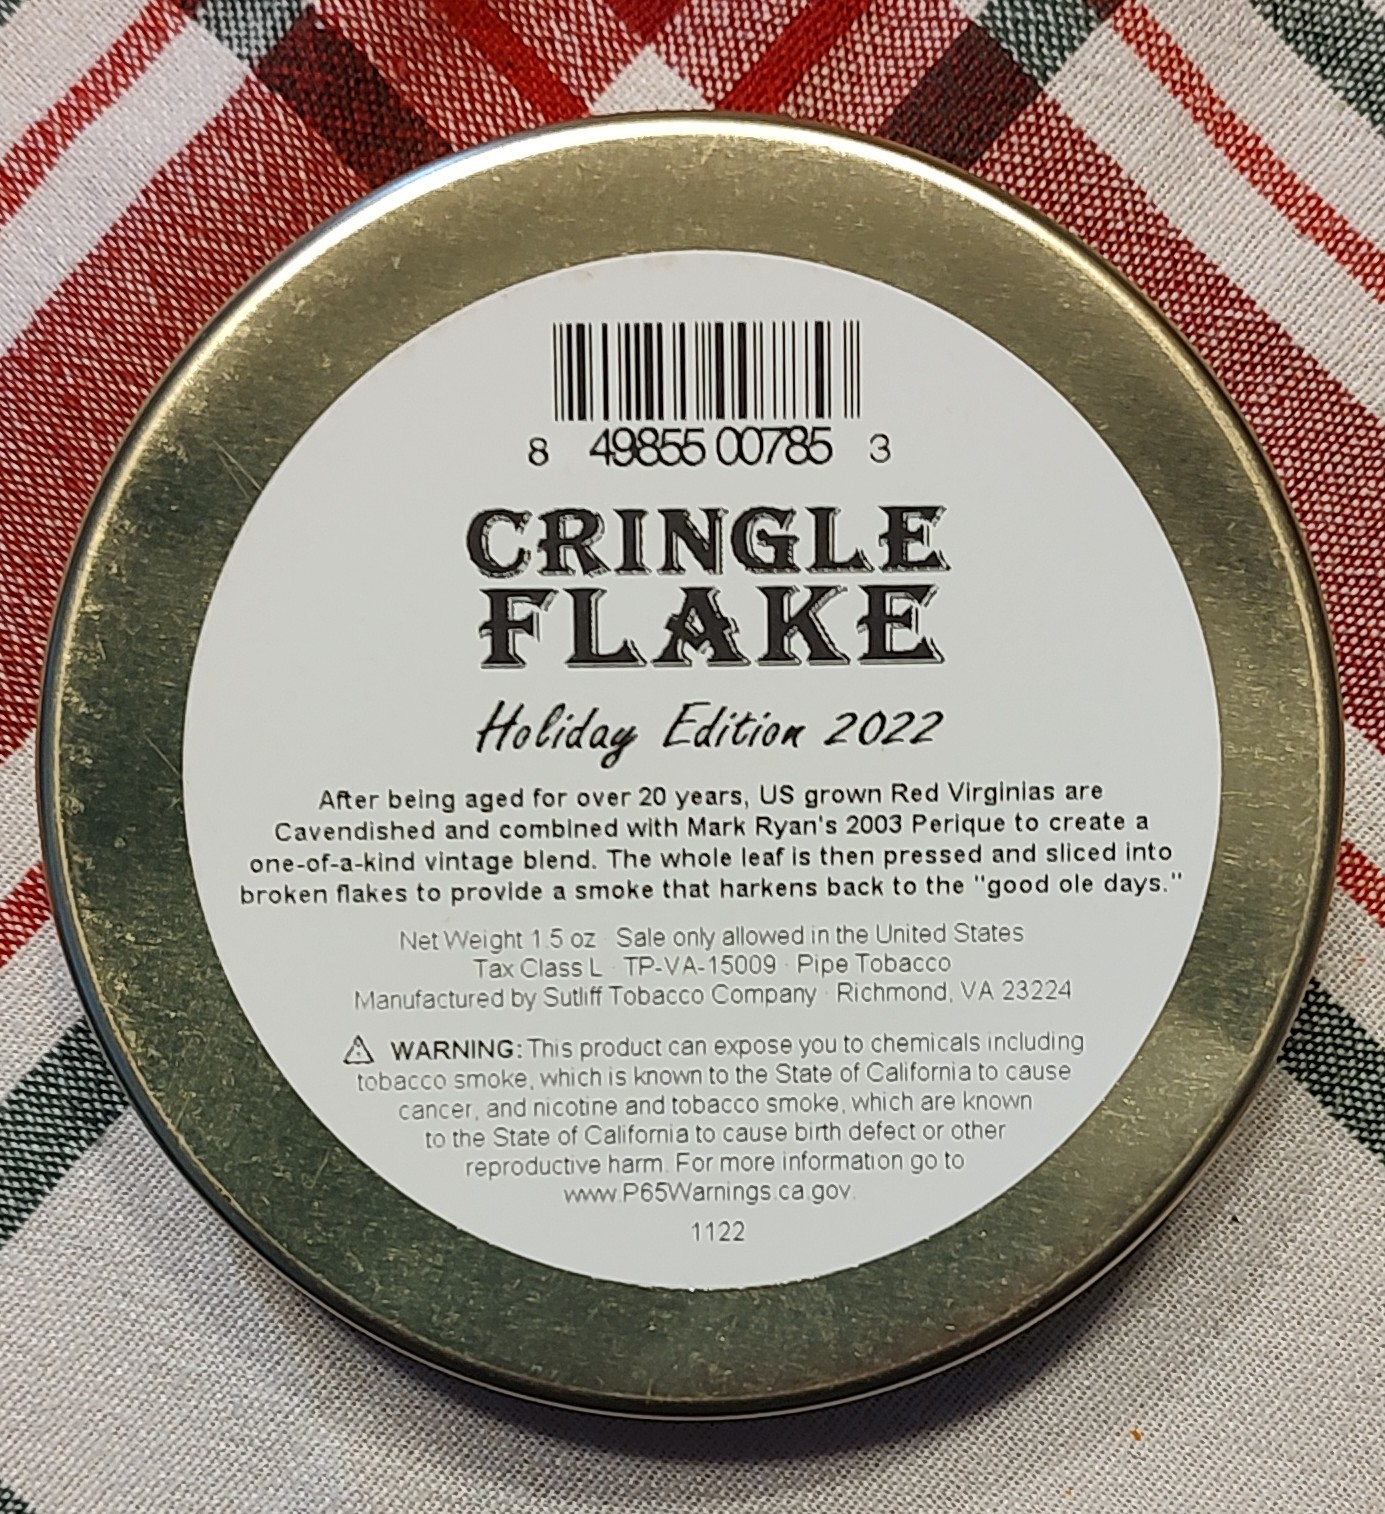 8 49855 00785 3
CRINGLE
FLAKE
Holiday Edition 2022
After being aged for over 20 years, US grown Red Virginias are
Cavendished and combined with Mark Ryan's 2003 Perique to create a
one-of-a-kind vintage blend. The whole leaf is then pressed and sliced into
broken flakes to provide a smoke that harkens back to the "good ole days."
Net Weight 1.5 oz · Sale only allowed in the United States
Tax Class L · TP-VA-15009 · Pipe Tobacco
Manufactured by Sutliff Tobacco Company · Richmond, VA 23224
⚠ WARNING: This product can expose you to chemicals including
tobacco smoke, which is known to the State of California to cause
cancer, and nicotine and tobacco smoke, which are known
to the State of California to cause birth defect or other
reproductive harm. For more information go to
www.P65Warnings.ca.gov.
1122